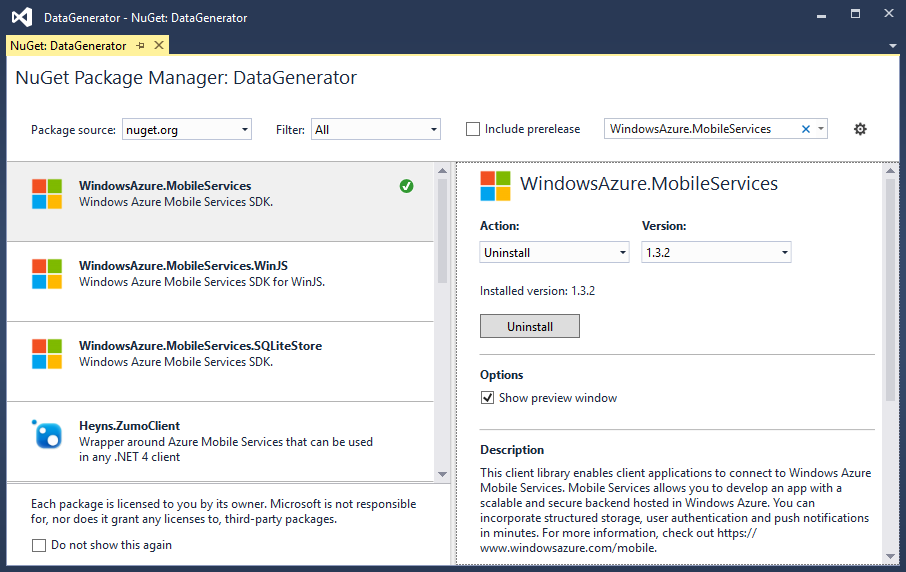 DataGenerator - NuGet: DataGenerator
NuGet: DataGenerator
NuGet Package Manager: DataGenerator
Package source: nuget.org Filter: All Include prerelease WindowsAzure.MobileServices
WindowsAzure.MobileServices
Windows Azure Mobile Services SDK.
WindowsAzure.MobileServices.WinJS
Windows Azure Mobile Services SDK for WinJS.
WindowsAzure.MobileServices.SQLiteStore
Windows Azure Mobile Services SDK.
Heyns.ZumoClient
Wrapper around Azure Mobile Services that can be used
in any .NET 4 client
Each package is licensed to you by its owner. Microsoft is not responsible
for, nor does it grant any licenses to, third-party packages.
Do not show this again
WindowsAzure.MobileServices
Action: Version:
Uninstall 1.3.2
Installed version: 1.3.2
Uninstall
Options
Show preview window
Description
This client library enables client applications to connect to Windows Azure
Mobile Services. Mobile Services allows you to develop an app with a
scalable and secure backend hosted in Windows Azure. You can
incorporate structured storage, user authentication and push notifications
in minutes. For more information, check out https://
www.windowsazure.com/mobile.